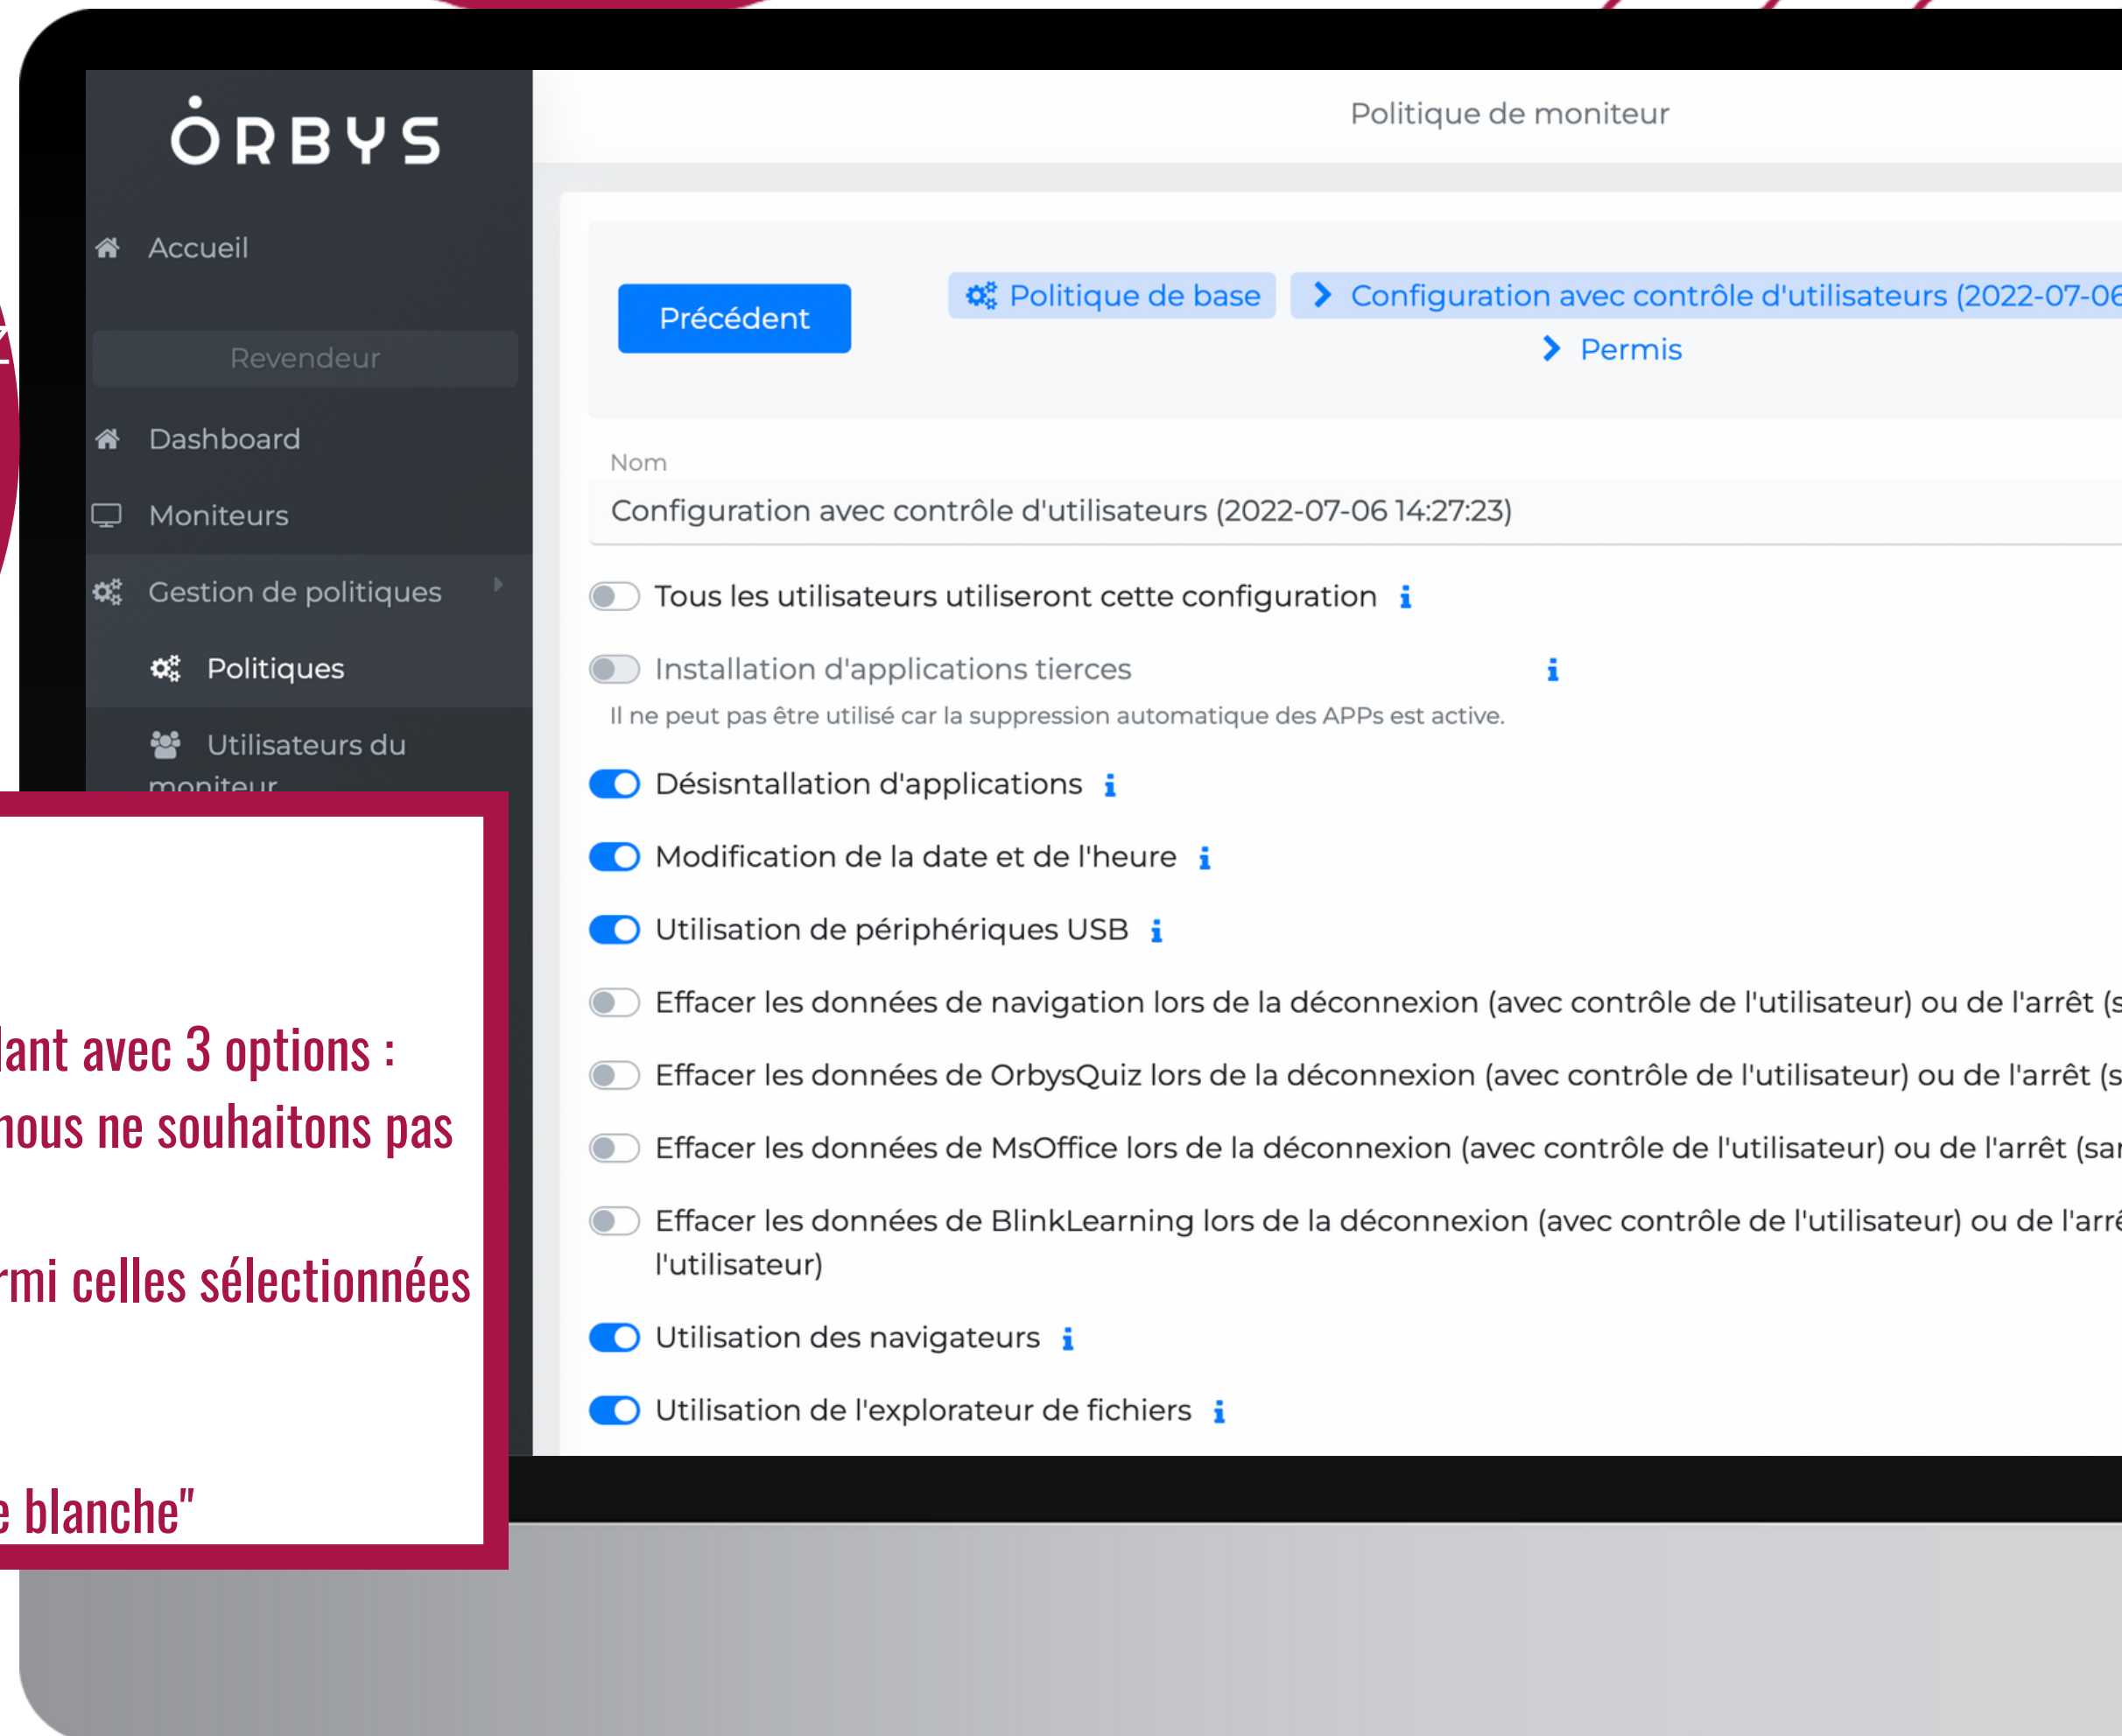 ORBYS
Accueil
Revendeur
Dashboard
Moniteurs
Gestion de politiques
Politiques
Utilisateurs du
moniteur
Politique de moniteur
Précédent
Politique de base
Configuration avec contrôle d'utilisateurs (2022-07-06
Permis
Nom
Configuration avec contrôle d'utilisateurs (2022-07-06 14:27:23)
Tous les utilisateurs utiliseront cette configuration
Installation d'applications tierces
Il ne peut pas être utilisé car la suppression automatique des APPs est active.
Désisntallation d'applications
Modification de la date et de l'heure
Utilisation de périphériques USB
Effacer les données de navigation lors de la déconnexion (avec contrôle de l'utilisateur) ou de l'arrêt (s
Effacer les données de OrbysQuiz lors de la déconnexion (avec contrôle de l'utilisateur) ou de l'arrêt (s
Effacer les données de MsOffice lors de la déconnexion (avec contrôle de l'utilisateur) ou de l'arrêt (sa
Effacer les données de BlinkLearning lors de la déconnexion (avec contrôle de l'utilisateur) ou de l'arrê
l'utilisateur)
Utilisation des navigateurs
Utilisation de l'explorateur de fichiers
lant avec 3 options :
nous ne souhaitons pas
rmi celles sélectionnées
e blanche"